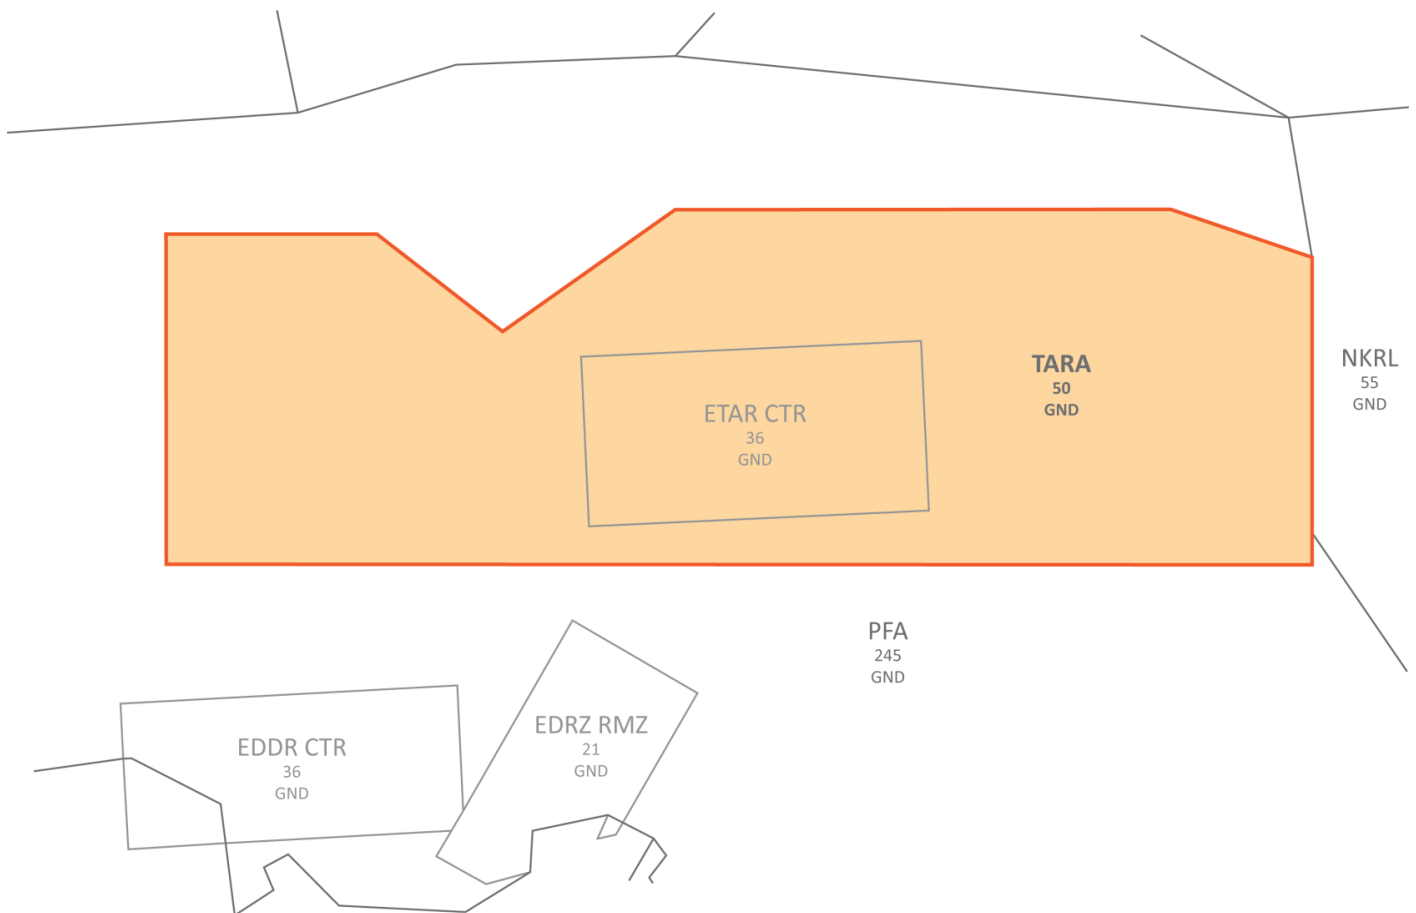 TARA
50
GND
NKRL
55
GND
ETAR CTR
36
GND
PFA
245
GND
EDRZ RMZ
21
GND
EDDR CTR
36
GND